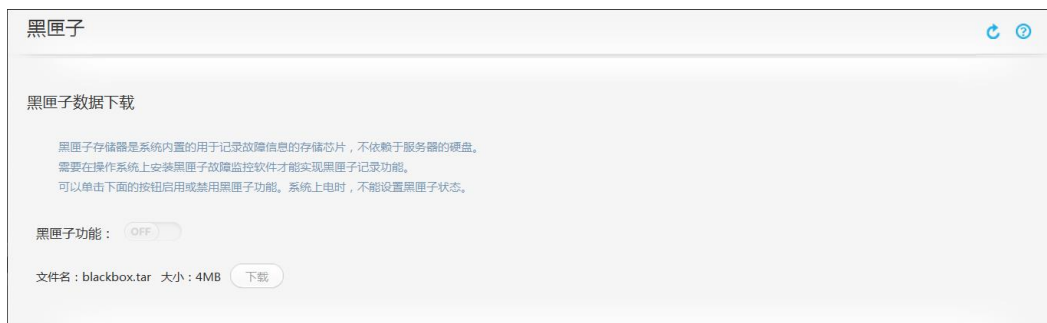 黑匣子
黑匣子数据下载
黑匣子存储器是系统内置的用于记录故障信息的存储芯片，不依赖于服务器的硬盘。
需要在操作系统上安装黑匣子故障监控软件才能实现黑匣子记录功能。
可以单击下面的按钮启用或禁用黑匣子功能。系统上电时，不能设置黑匣子状态。
黑匣子功能： OFF
文件名：blackbox.tar 大小：4MB 下载